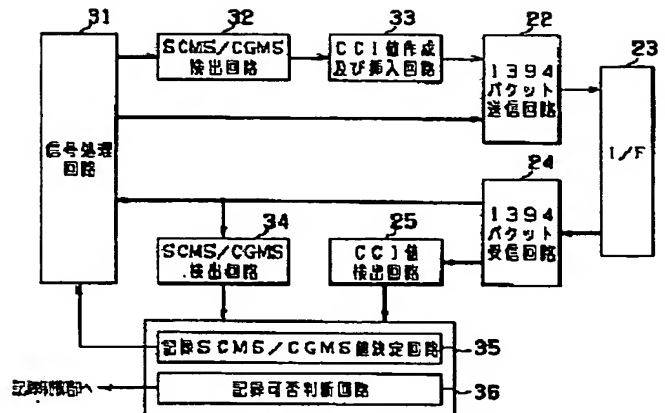 31
信号処理
回路
32
SCMS/CGMS
検出回路
33
CCI値作成
及び挿入回路
22
1394
パケット
送信回路
23
I/F
34
SCMS/CGMS
検出回路
25
CCI値
検出回路
24
1394
パケット
受信回路
記録SCMS/CGMS値決定回路
35
記録可否判断回路
36
記録制御部へ